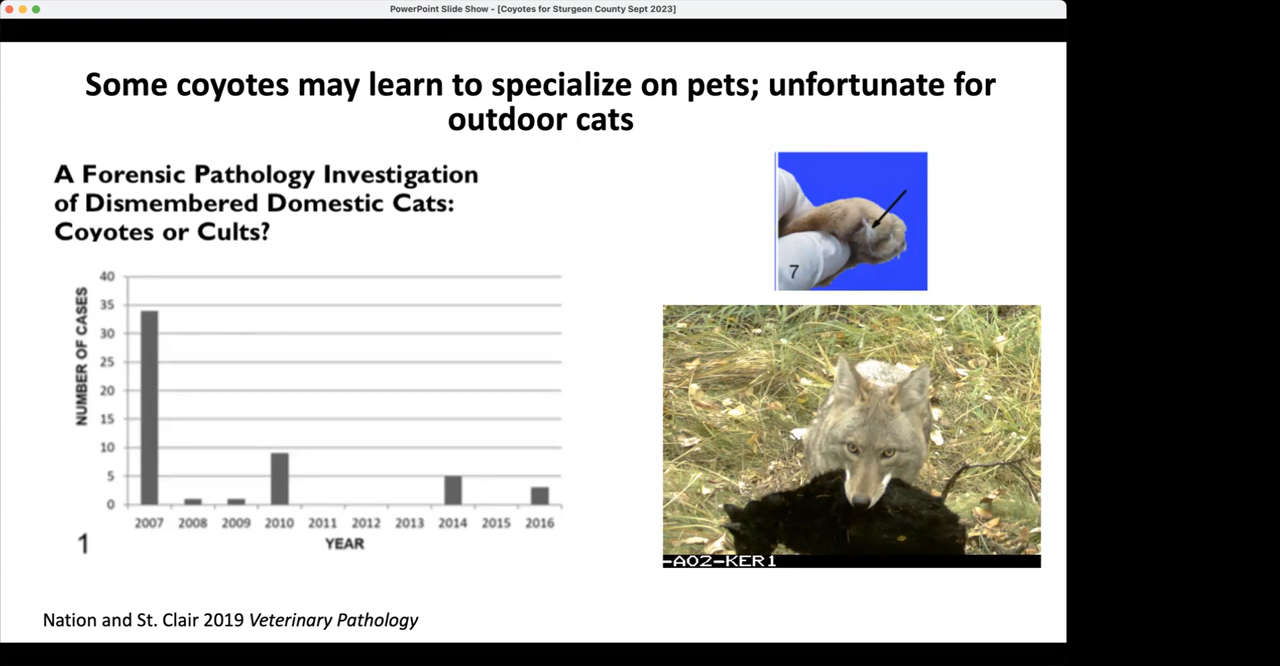 PowerPoint Slide Show - [Coyotes for Sturgeon County Sept 2023]
Some coyotes may learn to specialize on pets; unfortunate for
outdoor cats
A Forensic Pathology Investigation
of Dismembered Domestic Cats:
Coyotes or Cults?
NUMBER OF CASES
40
35
30
25
20
15
10
5
0
2007 2008 2009 2010 2011 2012 2013 2014 2015 2016
YEAR
1
7
-A02-KER1
Nation and St. Clair 2019 Veterinary Pathology